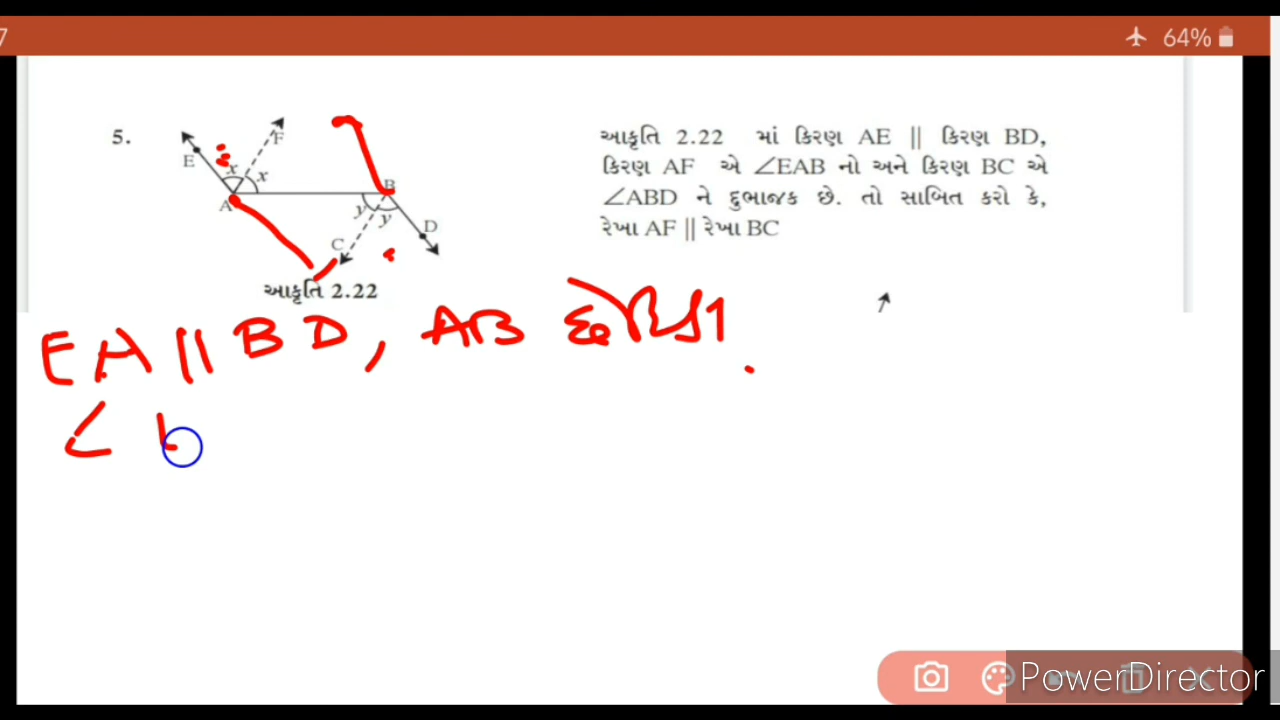 7
64%
5.
E
F
x
x
A
B
y
y
C
D
આકૃતિ 2.22
આકૃતિ 2.22 માં કિરણ AE || કિરણ BD,
કિરણ AF એ ∠EAB નો અને કિરણ BC એ
∠ABD ને દુભાજક છે. તો સાબિત કરો કે,
રેખા AF || રેખા BC
EA || BD, AB છેદિકા.
∠
PowerDirector